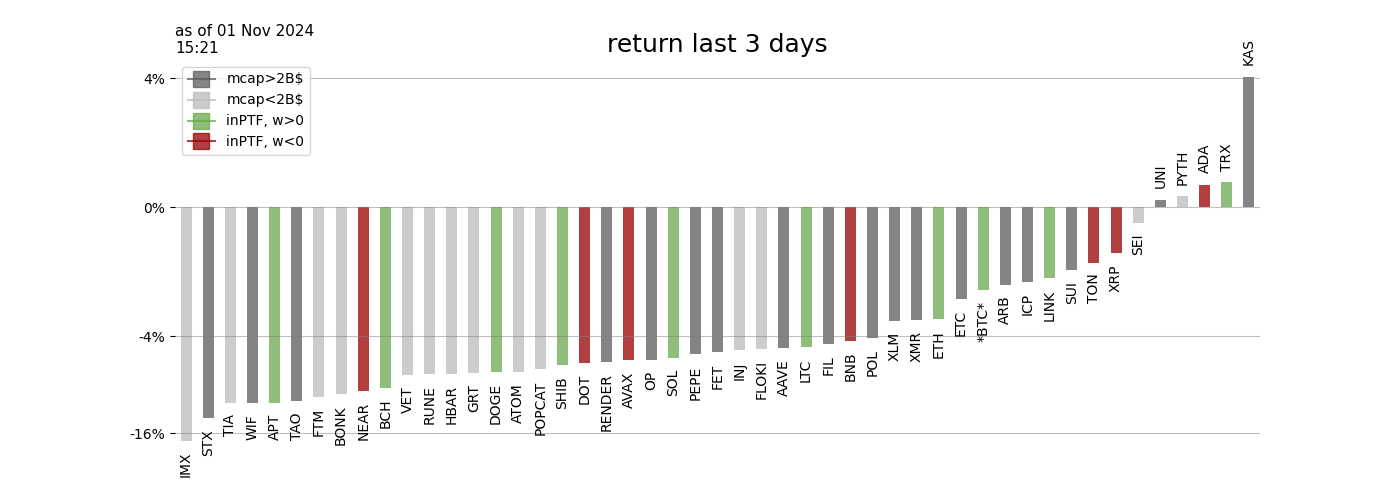 as of 01 Nov 2024
15:21
return last 3 days
mcap>2B$
mcap<2B$
inPTF, w>0
inPTF, w<0
4%
0%
-4%
-16%
IMX
STX
TIA
WIF
APT
TAO
FTM
BONK
NEAR
BCH
VET
RUNE
HBAR
GRT
DOGE
ATOM
POPCAT
SHIB
DOT
RENDER
AVAX
OP
SOL
PEPE
FET
INJ
FLOKI
AAVE
LTC
FIL
BNB
POL
XLM
XMR
ETH
ETC
*BTC*
ARB
ICP
LINK
SUI
TON
XRP
SEI
UNI
PYTH
ADA
TRX
KAS